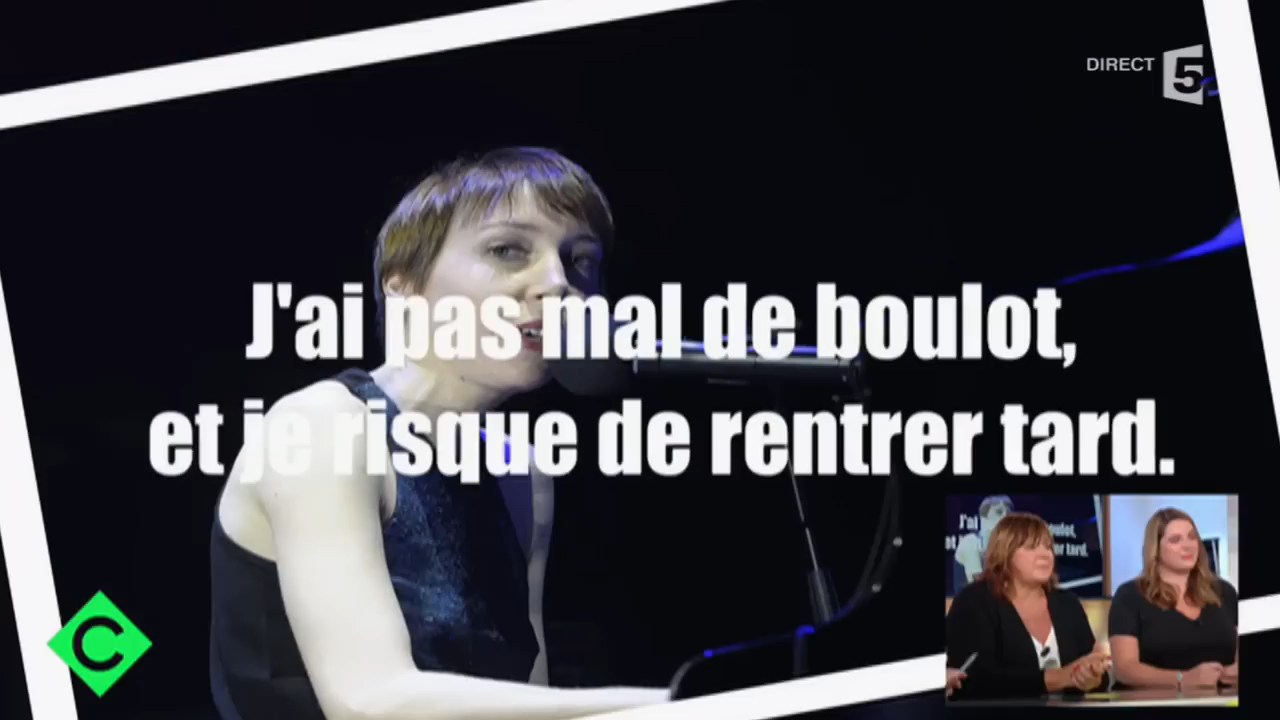 DIRECT 5
J'ai pas mal de boulot,
et je risque de rentrer tard.
C